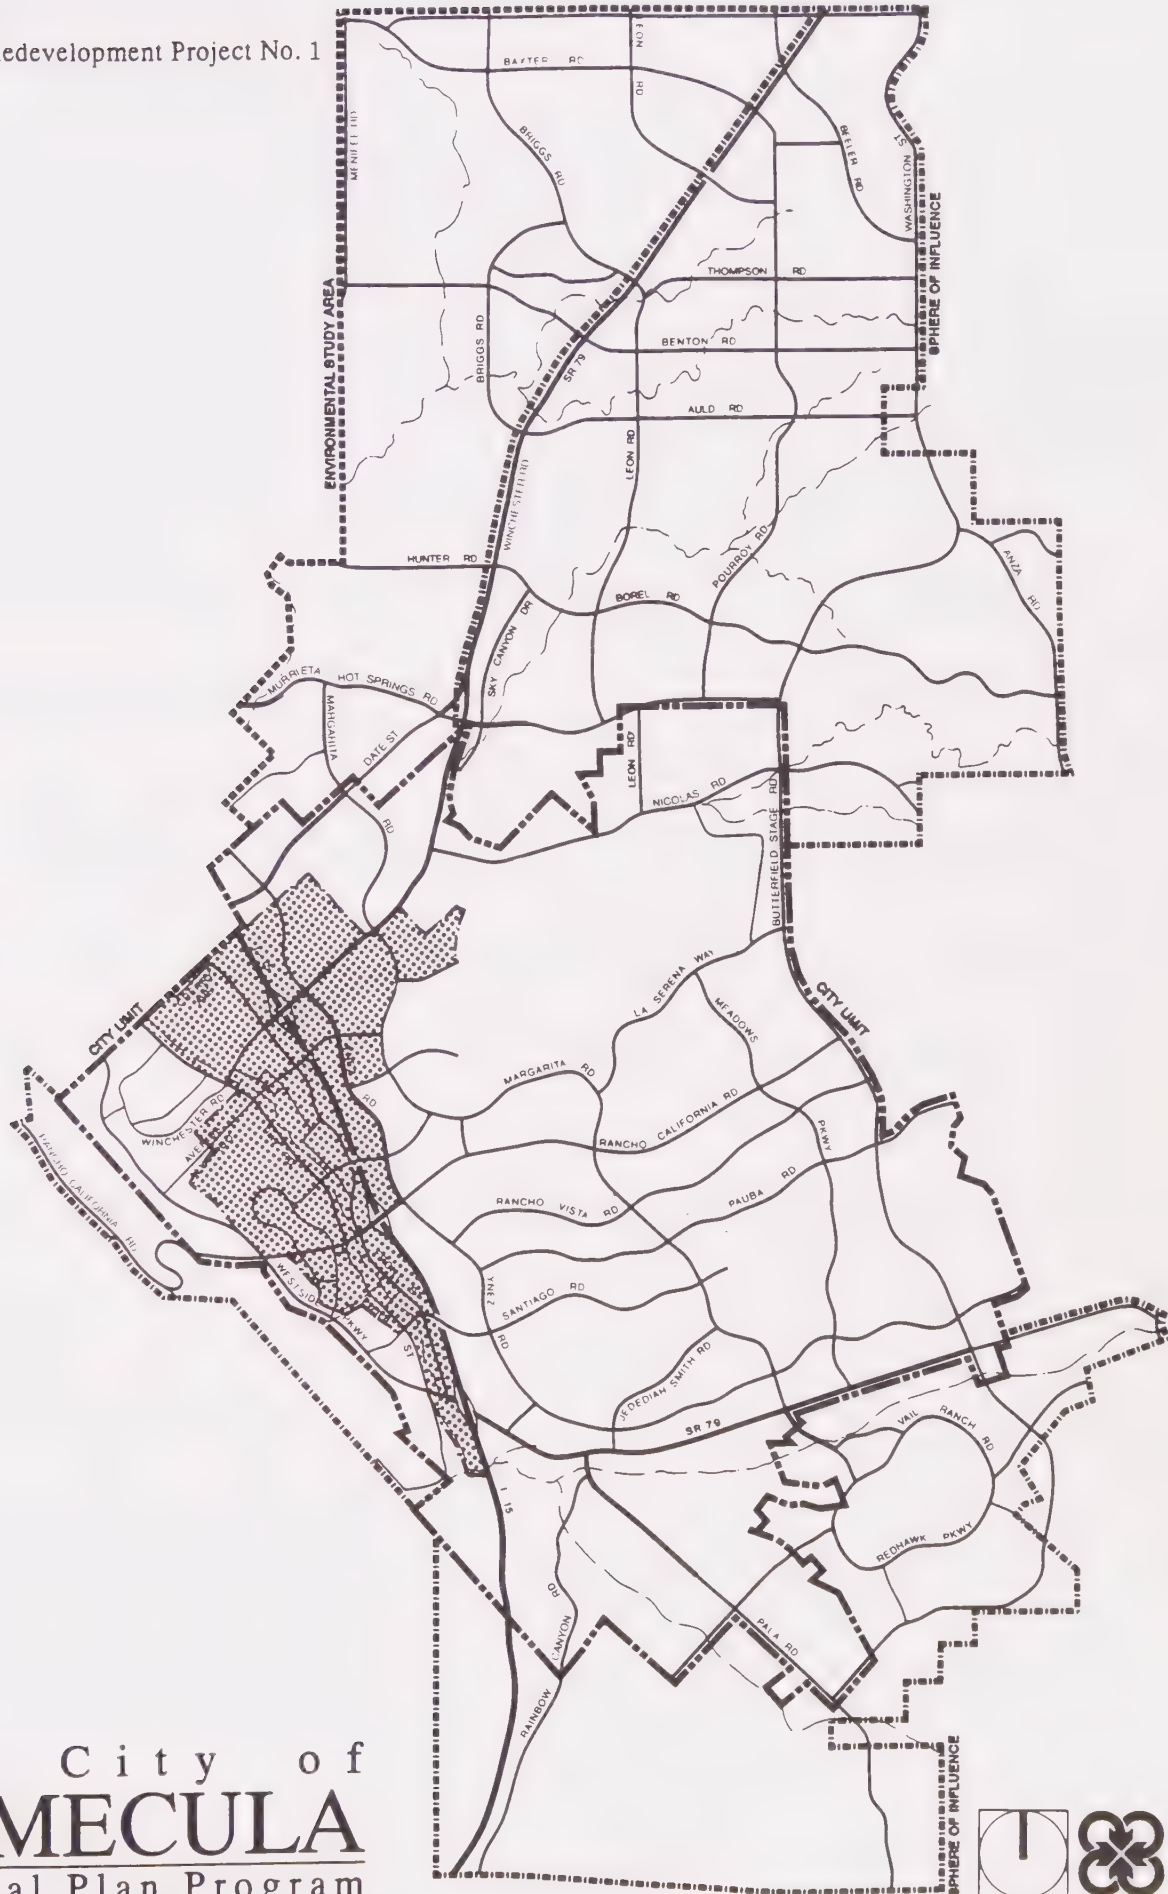 edevelopment Project No. 1
LEON RD
BAXTER RD
MENIFEE RD
BRIGGS RD
BEELER RD
WASHINGTON ST
SPHERE OF INFLUENCE
ENVIRONMENTAL STUDY AREA
THOMPSON RD
BRIGGS RD
BENTON RD
SR 79
AULD RD
LEON RD
WINCHESTER RD
HUNTER RD
POURROY RD
ANZA RD
BOREL RD
SKY CANYON DR
MURRIETA HOT SPRINGS RD
MARGARITA RD
DATE ST
LEON RD
NICOLAS RD
BUTTERFIELD STAGE RD
LA SERENA WAY
MEADOWS PKWY
CITY LIMIT
CITY LIMIT
MARGARITA RD
RANCHO CALIFORNIA RD
WINCHESTER RD
RD
RANCHO CALIFORNIA RD
RANCHO VISTA RD
PAUBA RD
WESTSIDE PKWY
YNEZ RD
SANTIAGO RD
ST
JEDEDIAH SMITH RD
SR 79
VAIL RANCH RD
I 15
REDHAWK PKWY
RAINBOW CANYON RD
PALA RD
SPHERE OF INFLUENCE
City of
MECULA
al Plan Program